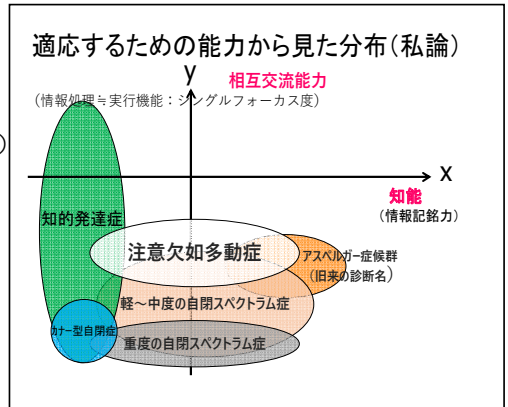 適応するための能力から見た分布(私論)
y
相互交流能力
(情報処理≒実行機能：シングルフォーカス度)
x
知能
(情報記銘力)
知的発達症
注意欠如多動症
アスペルガー症候群
(旧来の診断名)
軽～中度の自閉スペクトラム症
カナー型自閉症
重度の自閉スペクトラム症